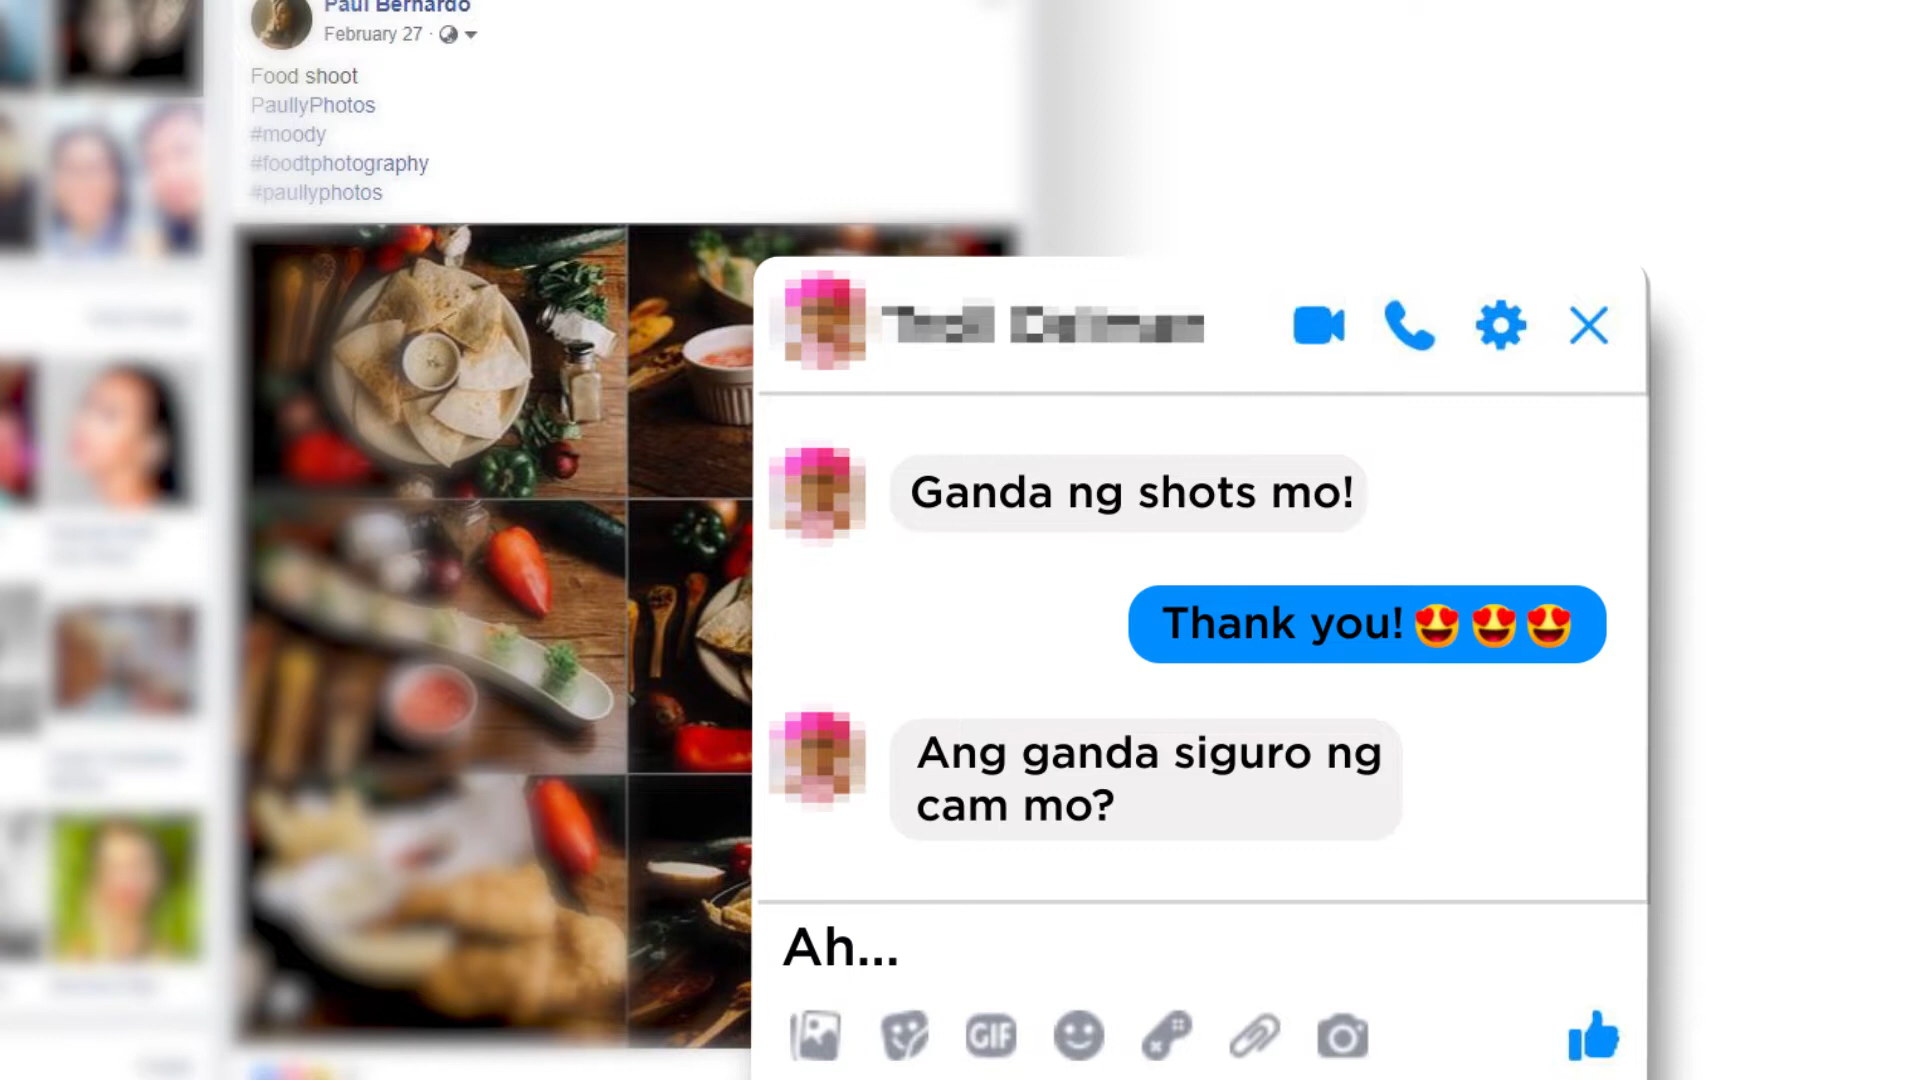 Paul Bernardo
February 27 ·
Food shoot
PaullyPhotos
#moody
#foodtphotography
#paullyphotos
Ganda ng shots mo!
Thank you!😍😍😍
Ang ganda siguro ng
cam mo?
Ah...
GIF